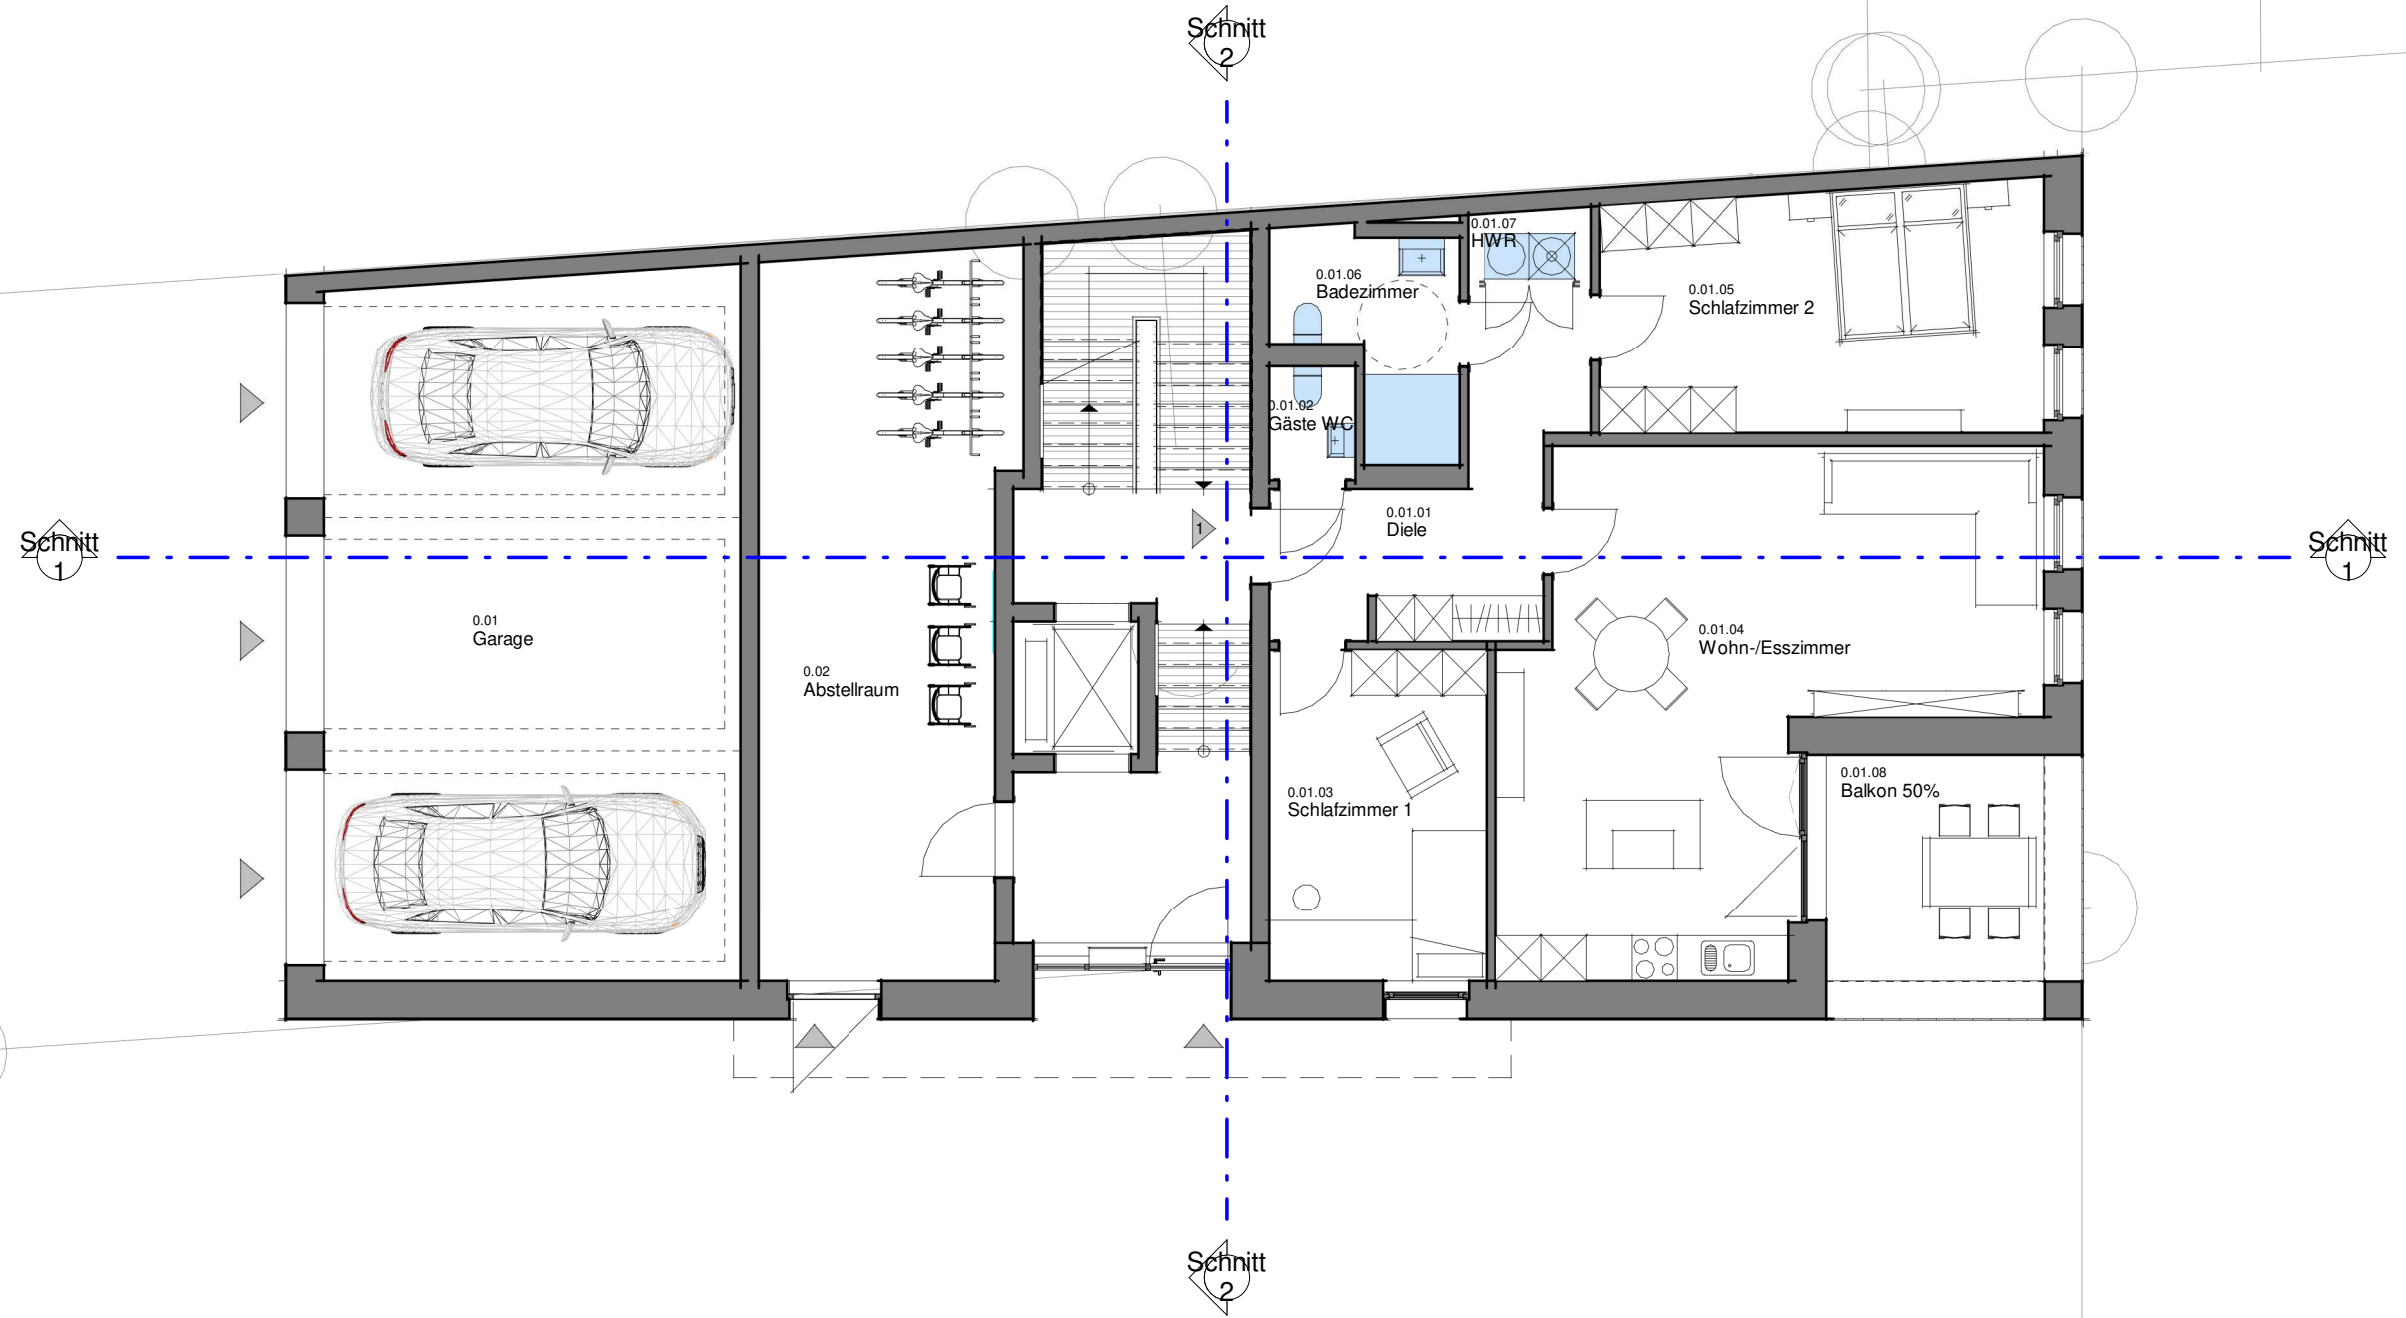 Schnitt
2
0.01.07
HWR
0.01.06
Badezimmer
0.01.05
Schlafzimmer 2
0.01.02
Gäste WC
0.01.01
Diele
1
Schnitt
1
Schnitt
1
0.01
Garage
0.02
Abstellraum
0.01.04
Wohn-/Esszimmer
0.01.03
Schlafzimmer 1
0.01.08
Balkon 50%
Schnitt
2